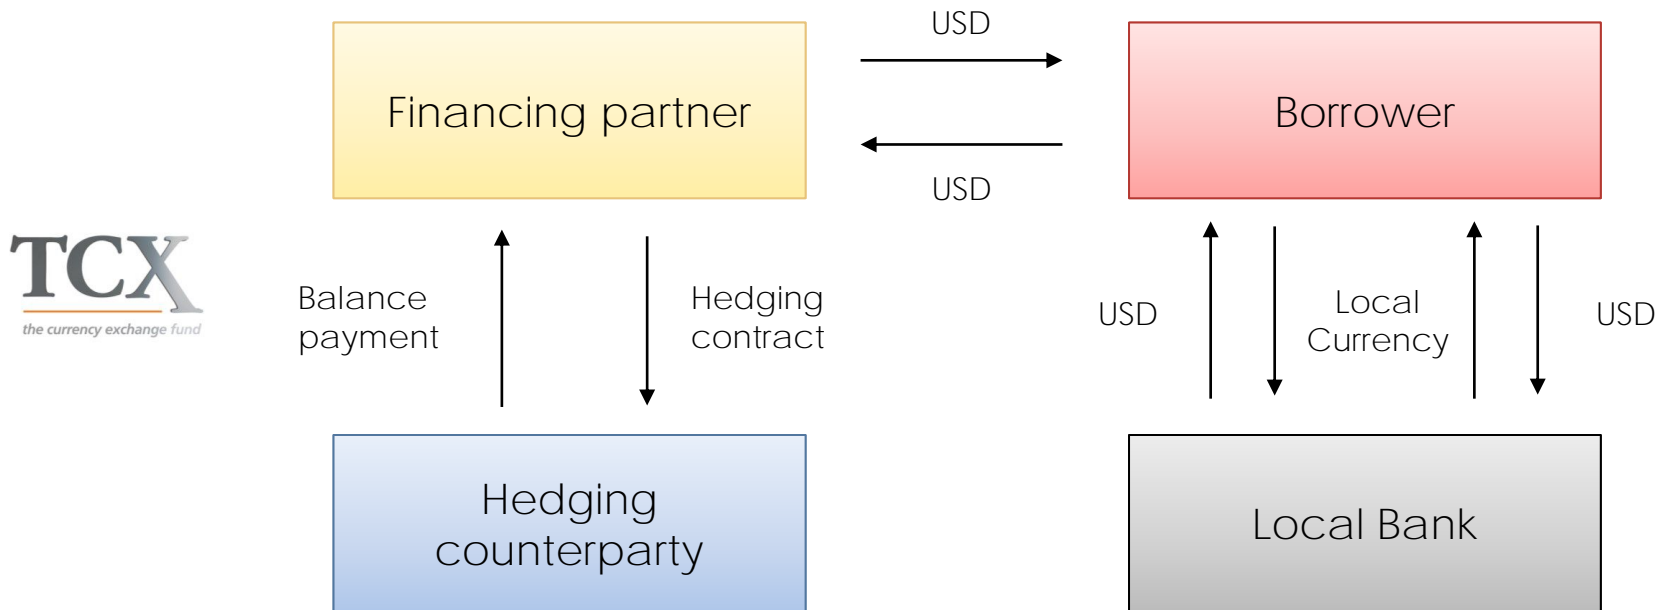 USD
Financing partner
Borrower
USD
TCX
the currency exchange fund
Balance
payment
Hedging
contract
USD
Local
Currency
USD
Hedging
counterparty
Local Bank